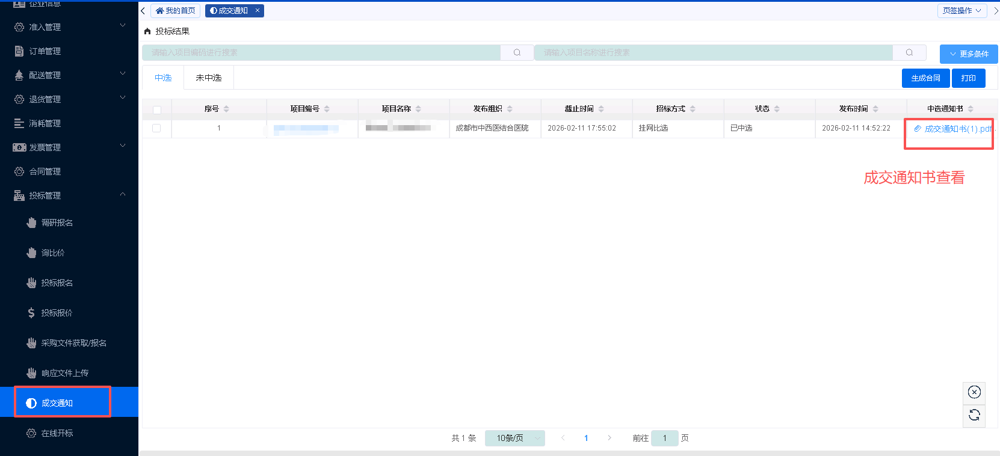 企业信息
准入管理
订单管理
配送管理
退货管理
消耗管理
发票管理
合同管理
投标管理
调研报名
询比价
投标报名
投标报价
采购文件获取/报名
响应文件上传
成交通知
在线开标
我的首页 成交通知 × 页签操作
投标结果
请输入项目编码进行搜索 请输入项目名称进行搜索 更多条件
中选 未中选 生成合同 打印
序号 项目编号 项目名称 发布组织 截止时间 招标方式 状态 发布时间 中选通知书
1 成都市中西医结合医院 2026-02-11 17:55:02 挂网比选 已中选 2026-02-11 14:52:22 成交通知书(1).pdf
成交通知书查看
共 1 条 10条/页 1 前往 1 页